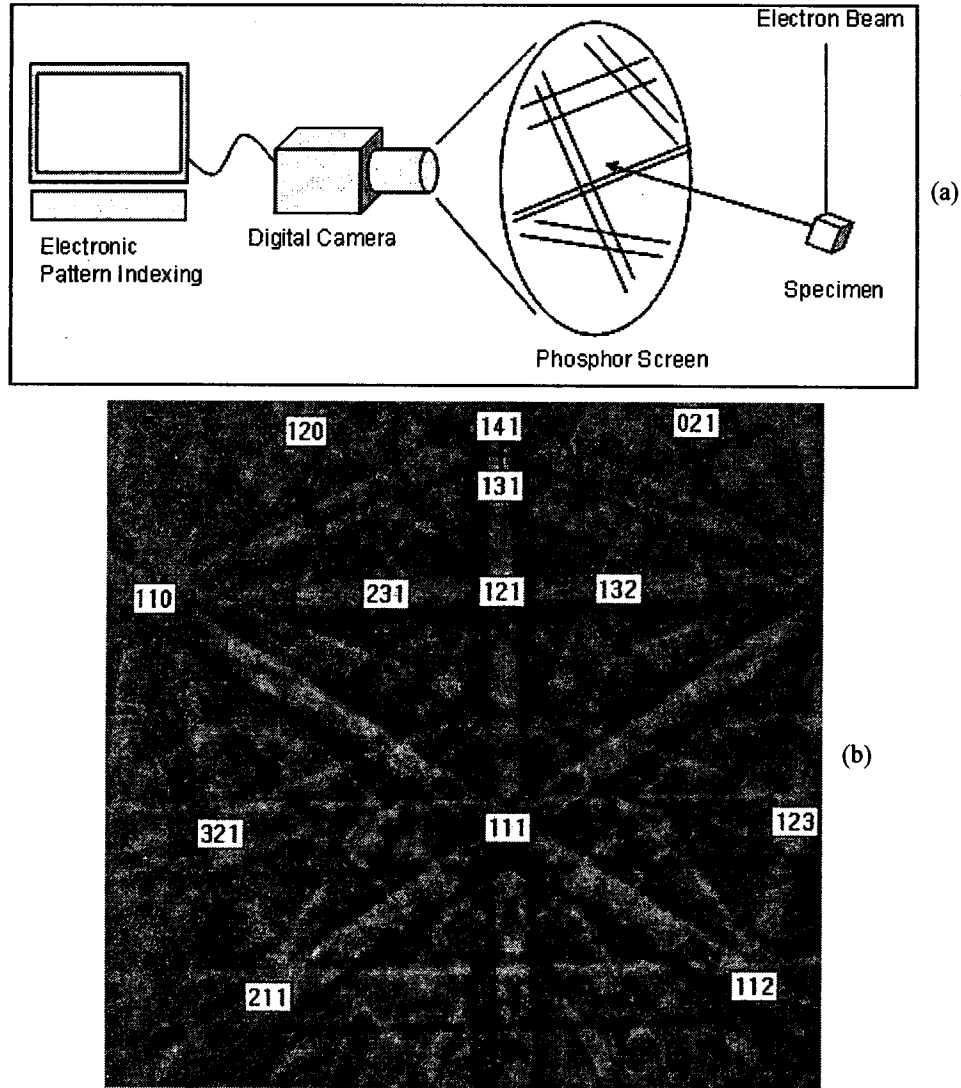 Electron Beam
(a)
Digital Camera
Electronic
Pattern Indexing
Specimen
Phosphor Screen
120 141 021
131
110 231 121 132
(b)
321 111 123
211 112